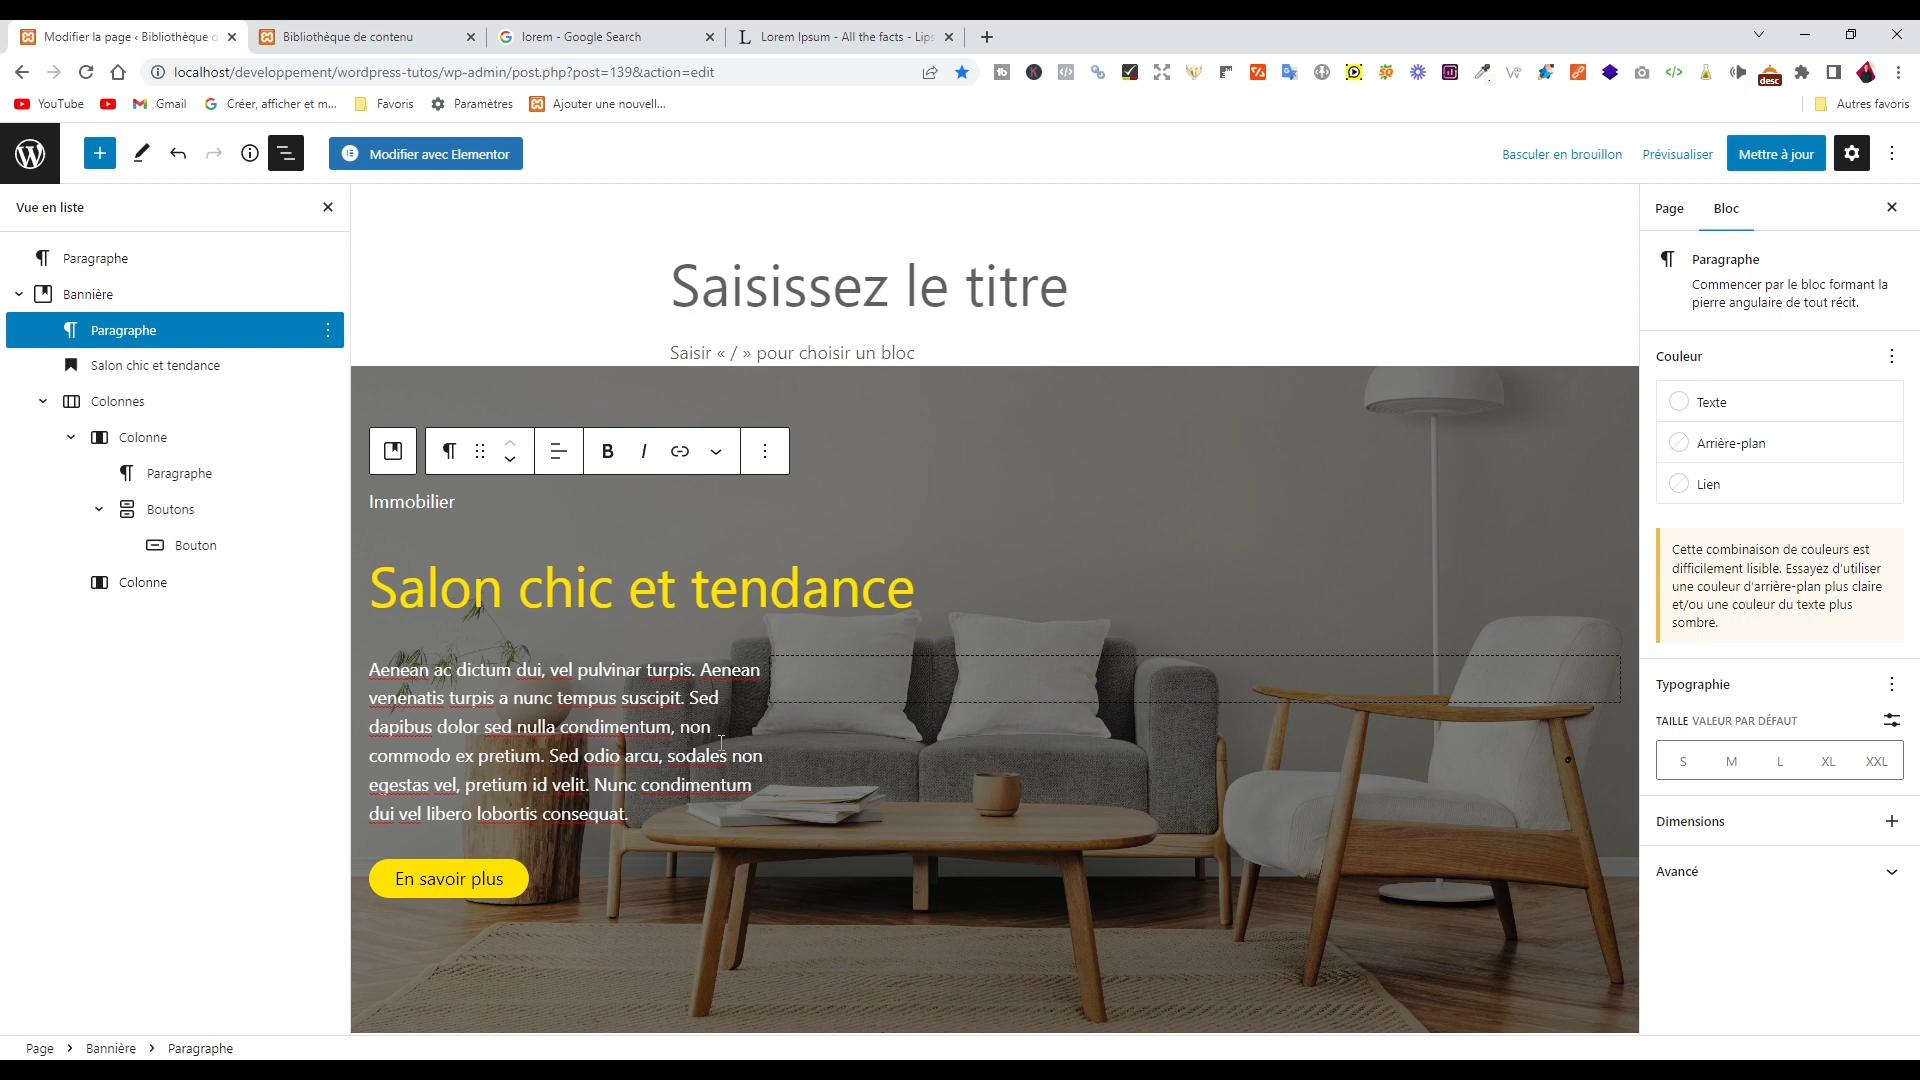 Modifier la page ‹ Bibliothèque d
Bibliothèque de contenu
lorem - Google Search
Lorem Ipsum - All the facts - Lips
localhost/developpement/wordpress-tutos/wp-admin/post.php?post=139&action=edit
desc
YouTube
Gmail
Créer, afficher et m...
Favoris
Paramètres
Ajouter une nouvell...
Autres favoris
Modifier avec Elementor
Basculer en brouillon
Prévisualiser
Mettre à jour
Vue en liste
Paragraphe
Bannière
Paragraphe
Salon chic et tendance
Colonnes
Colonne
Paragraphe
Boutons
Bouton
Colonne
Saisissez le titre
Saisir « / » pour choisir un bloc
B I
Immobilier
Salon chic et tendance
Aenean ac dictum dui, vel pulvinar turpis. Aenean
venenatis turpis a nunc tempus suscipit. Sed
dapibus dolor sed nulla condimentum, non
commodo ex pretium. Sed odio arcu, sodales non
egestas vel, pretium id velit. Nunc condimentum
dui vel libero lobortis consequat.
En savoir plus
Page
Bloc
Paragraphe
Commencer par le bloc formant la
pierre angulaire de tout récit.
Couleur
Texte
Arrière-plan
Lien
Cette combinaison de couleurs est
difficilement lisible. Essayez d'utiliser
une couleur d'arrière-plan plus claire
et/ou une couleur du texte plus
sombre.
Typographie
TAILLE VALEUR PAR DÉFAUT
S M L XL XXL
Dimensions
Avancé
Page › Bannière › Paragraphe